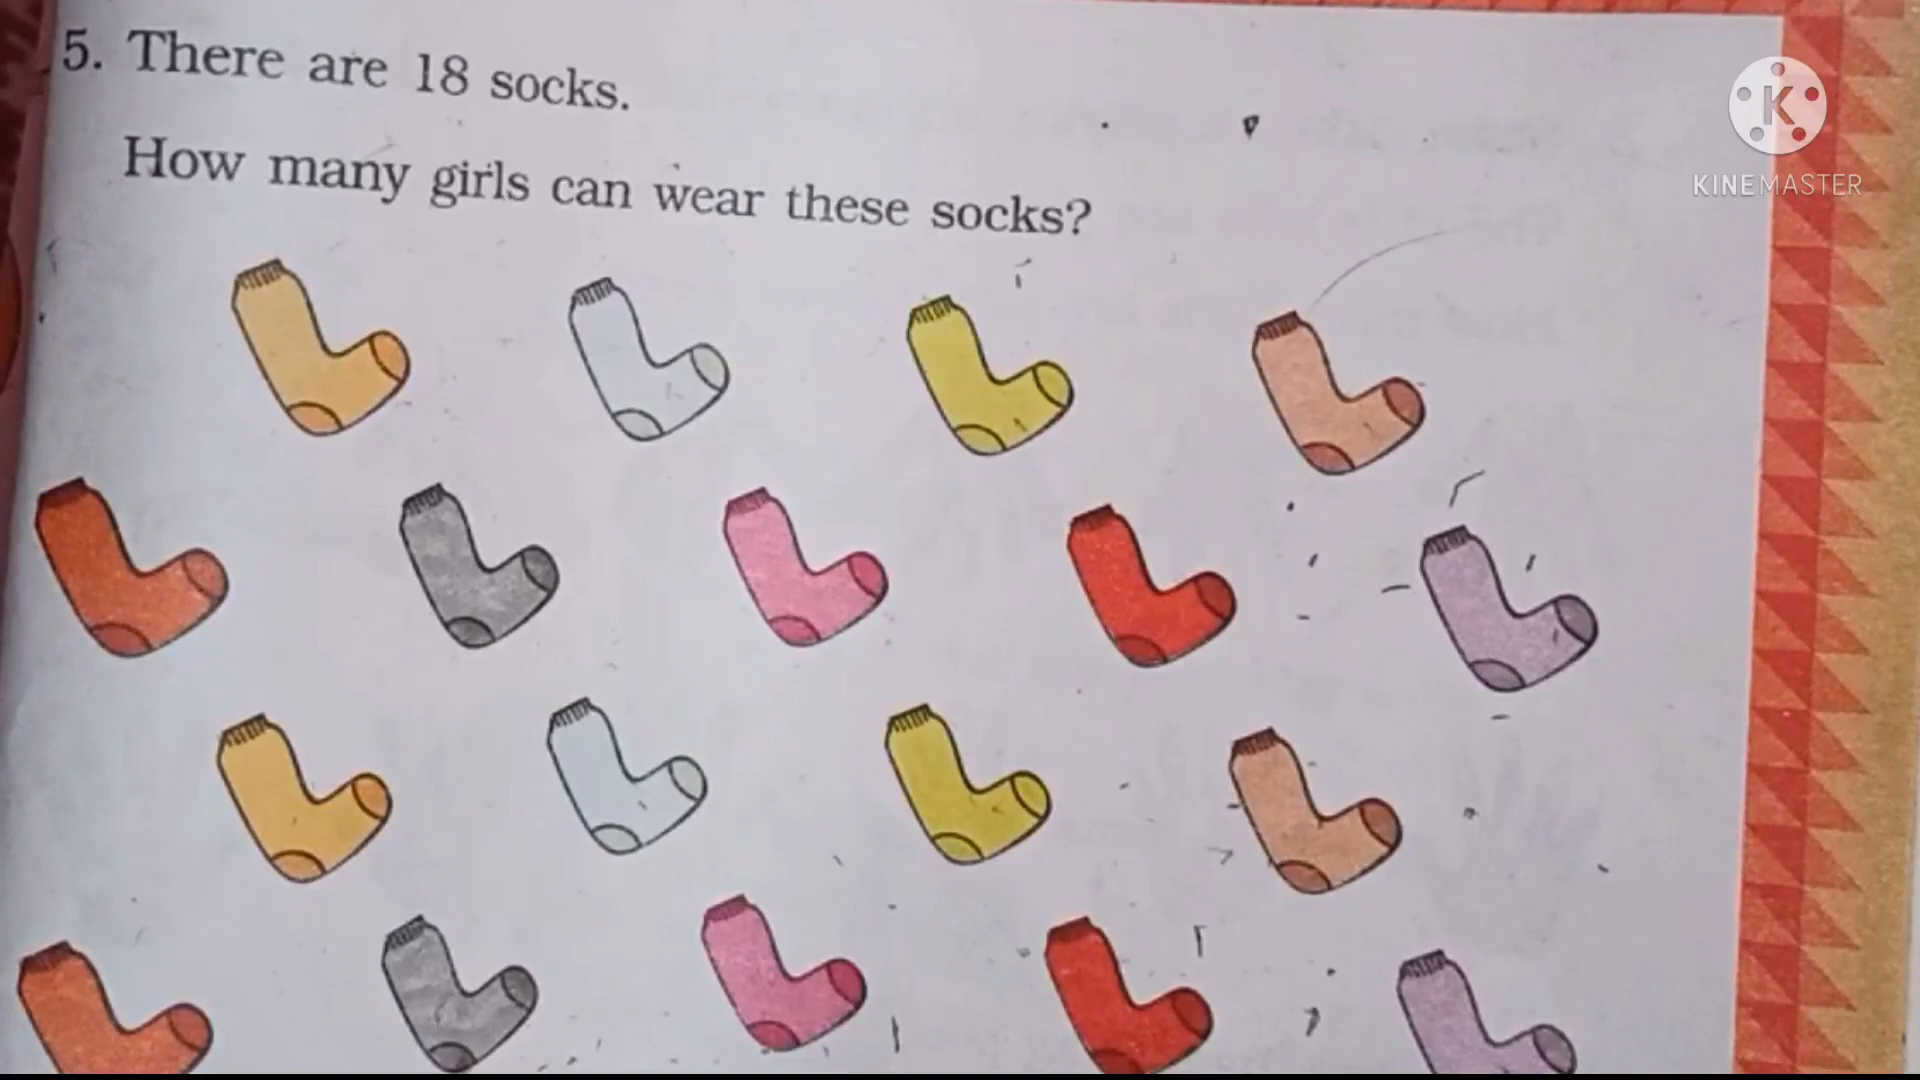 5. There are 18 socks.
How many girls can wear these socks?
K
KINEMASTER